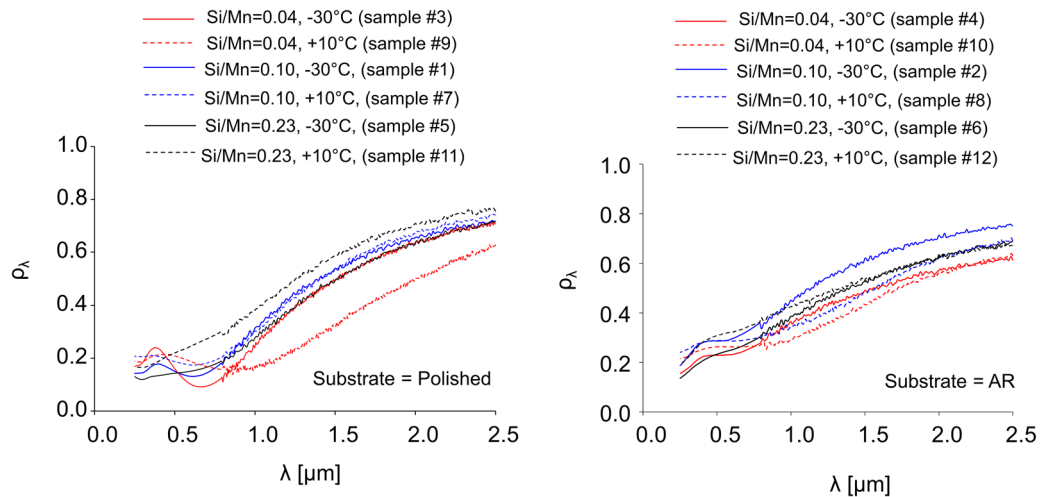 Si/Mn=0.04, -30°C (sample #3)
Si/Mn=0.04, +10°C (sample #9)
Si/Mn=0.10, -30°C, (sample #1)
Si/Mn=0.10, +10°C, (sample #7)
Si/Mn=0.23, -30°C, (sample #5)
Si/Mn=0.23, +10°C, (sample #11)
1.0
0.8
0.6
0.4
0.2
0.0
ρλ
Substrate = Polished
0.0 0.5 1.0 1.5 2.0 2.5
λ [μm]
Si/Mn=0.04, -30°C (sample #4)
Si/Mn=0.04, +10°C (sample #10)
Si/Mn=0.10, -30°C, (sample #2)
Si/Mn=0.10, +10°C, (sample #8)
Si/Mn=0.23, -30°C, (sample #6)
Si/Mn=0.23, +10°C, (sample #12)
1.0
0.8
0.6
0.4
0.2
0.0
ρλ
Substrate = AR
0.0 0.5 1.0 1.5 2.0 2.5
λ [μm]